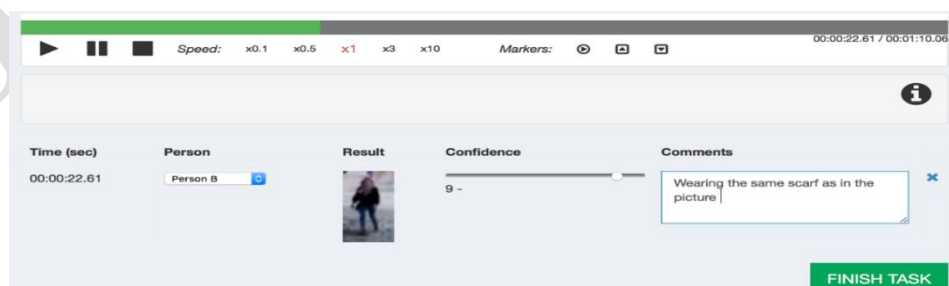 Speed: x0.1 x0.5 x1 x3 x10 Markers: 00:00:22.61 / 00:01:10.06
Time (sec) Person Result Confidence Comments
00:00:22.61 Person B 9 - Wearing the same scarf as in the
picture
FINISH TASK